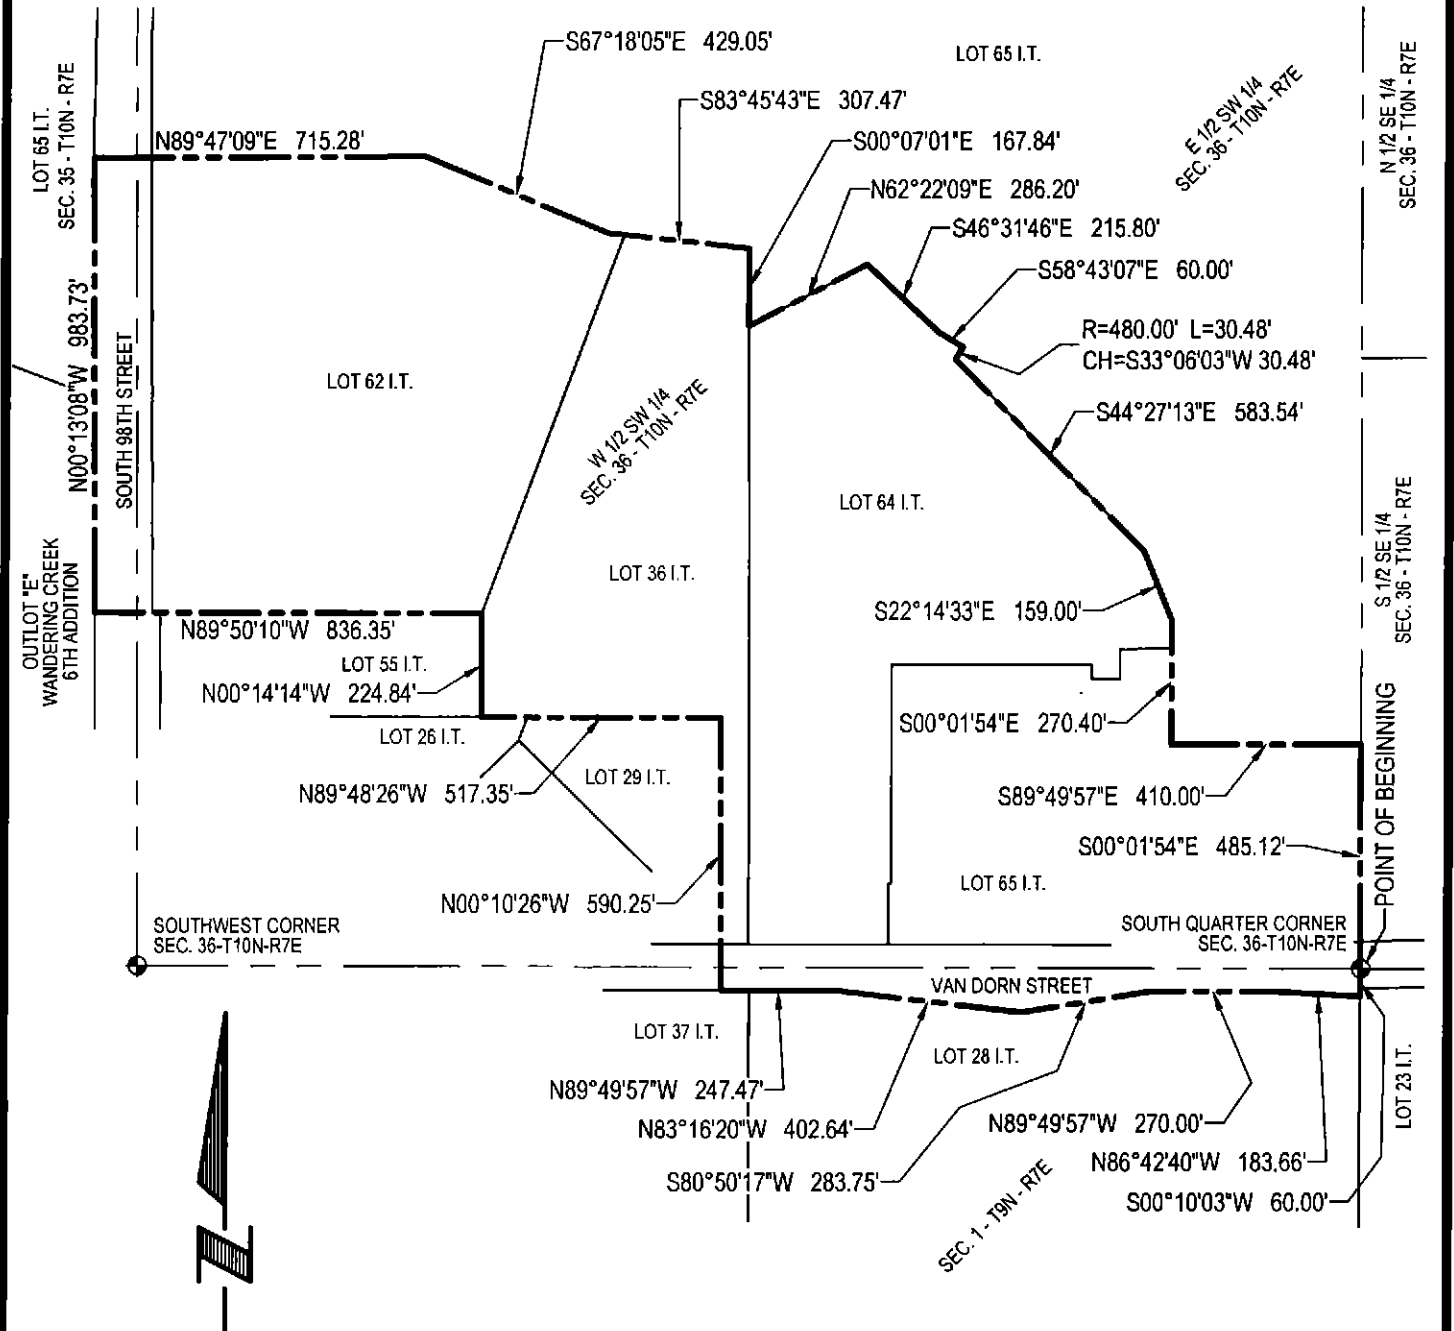 S67°18'05"E 429.05'
LOT 65 I.T.
S83°45'43"E 307.47'
E 1/2 SW 1/4
SEC. 36 - T10N - R7E
N 1/2 SE 1/4
SEC. 36 - T10N - R7E
LOT 65 I.T.
SEC. 35 - T10N - R7E
N89°47'09"E 715.28'
S00°07'01"E 167.84'
N62°22'09"E 286.20'
S46°31'46"E 215.80'
S58°43'07"E 60.00'
R=480.00' L=30.48'
CH=S33°06'03"W 30.48'
N00°13'08"W 983.73'
SOUTH 98TH STREET
LOT 62 I.T.
W 1/2 SW 1/4
SEC. 36 - T10N - R7E
S44°27'13"E 583.54'
LOT 64 I.T.
LOT 36 I.T.
S 1/2 SE 1/4
SEC. 36 - T10N - R7E
OUTLOT "E"
WANDERING CREEK
6TH ADDITION
S22°14'33"E 159.00'
N89°50'10"W 836.35'
LOT 55 I.T.
N00°14'14"W 224.84'
S00°01'54"E 270.40'
LOT 26 I.T.
LOT 29 I.T.
N89°48'26"W 517.35'
S89°49'57"E 410.00'
POINT OF BEGINNING
S00°01'54"E 485.12'
LOT 65 I.T.
N00°10'26"W 590.25'
SOUTHWEST CORNER
SEC. 36-T10N-R7E
SOUTH QUARTER CORNER
SEC. 36-T10N-R7E
VAN DORN STREET
LOT 37 I.T.
LOT 28 I.T.
LOT 23 I.T.
N89°49'57"W 247.47'
N83°16'20"W 402.64'
S80°50'17"W 283.75'
N89°49'57"W 270.00'
N86°42'40"W 183.66'
S00°10'03"W 60.00'
SEC. 1 - T9N - R7E